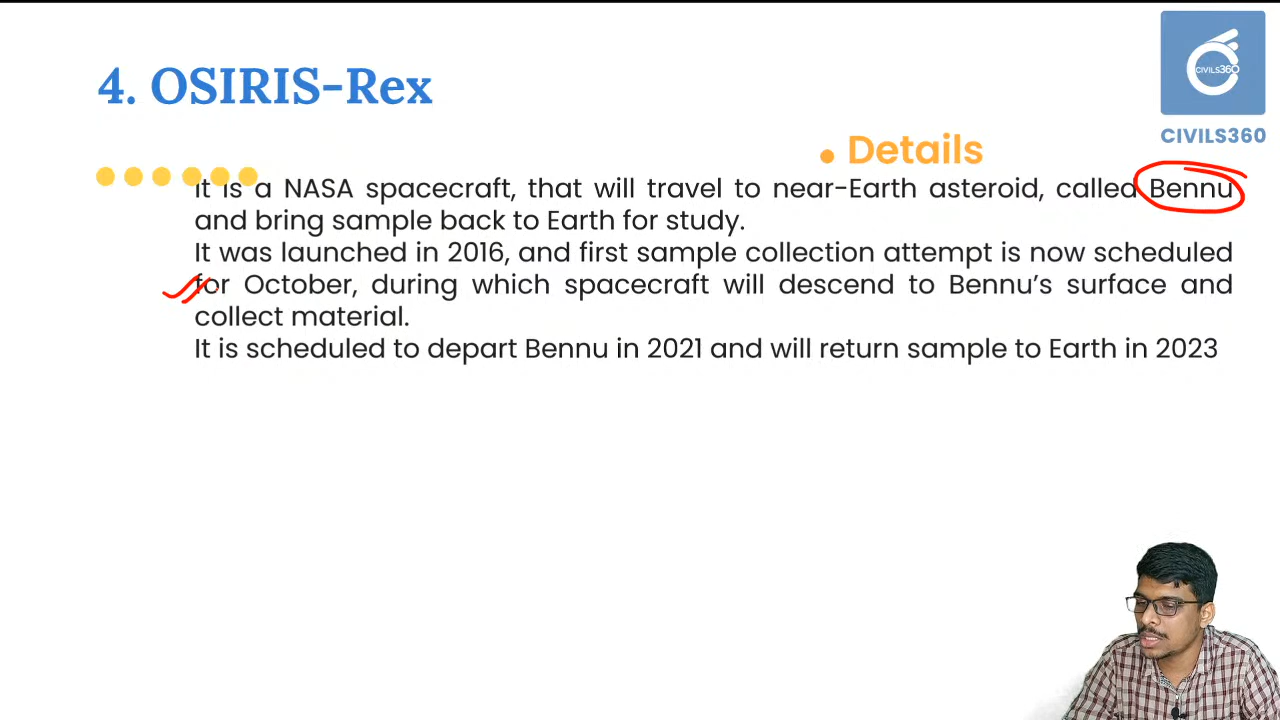 4. OSIRIS-Rex
CIVILS360
CIVILS360
• Details
It is a NASA spacecraft, that will travel to near-Earth asteroid, called Bennu
and bring sample back to Earth for study.
It was launched in 2016, and first sample collection attempt is now scheduled
for October, during which spacecraft will descend to Bennu’s surface and
collect material.
It is scheduled to depart Bennu in 2021 and will return sample to Earth in 2023